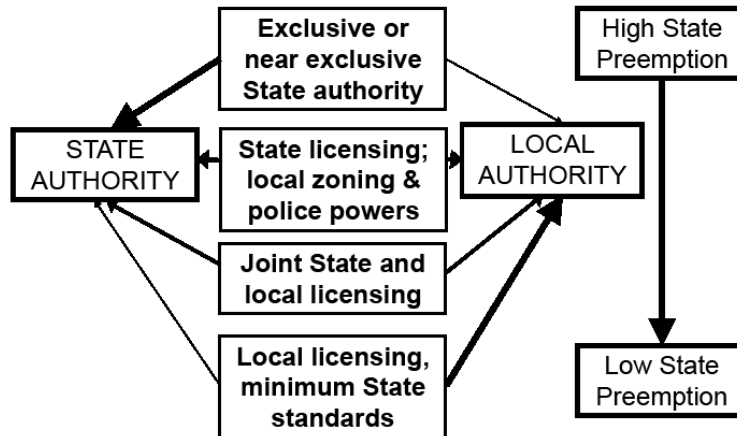 Exclusive or
near exclusive
State authority
High State
Preemption
STATE
AUTHORITY
State licensing;
local zoning &
police powers
LOCAL
AUTHORITY
Joint State and
local licensing
Local licensing,
minimum State
standards
Low State
Preemption